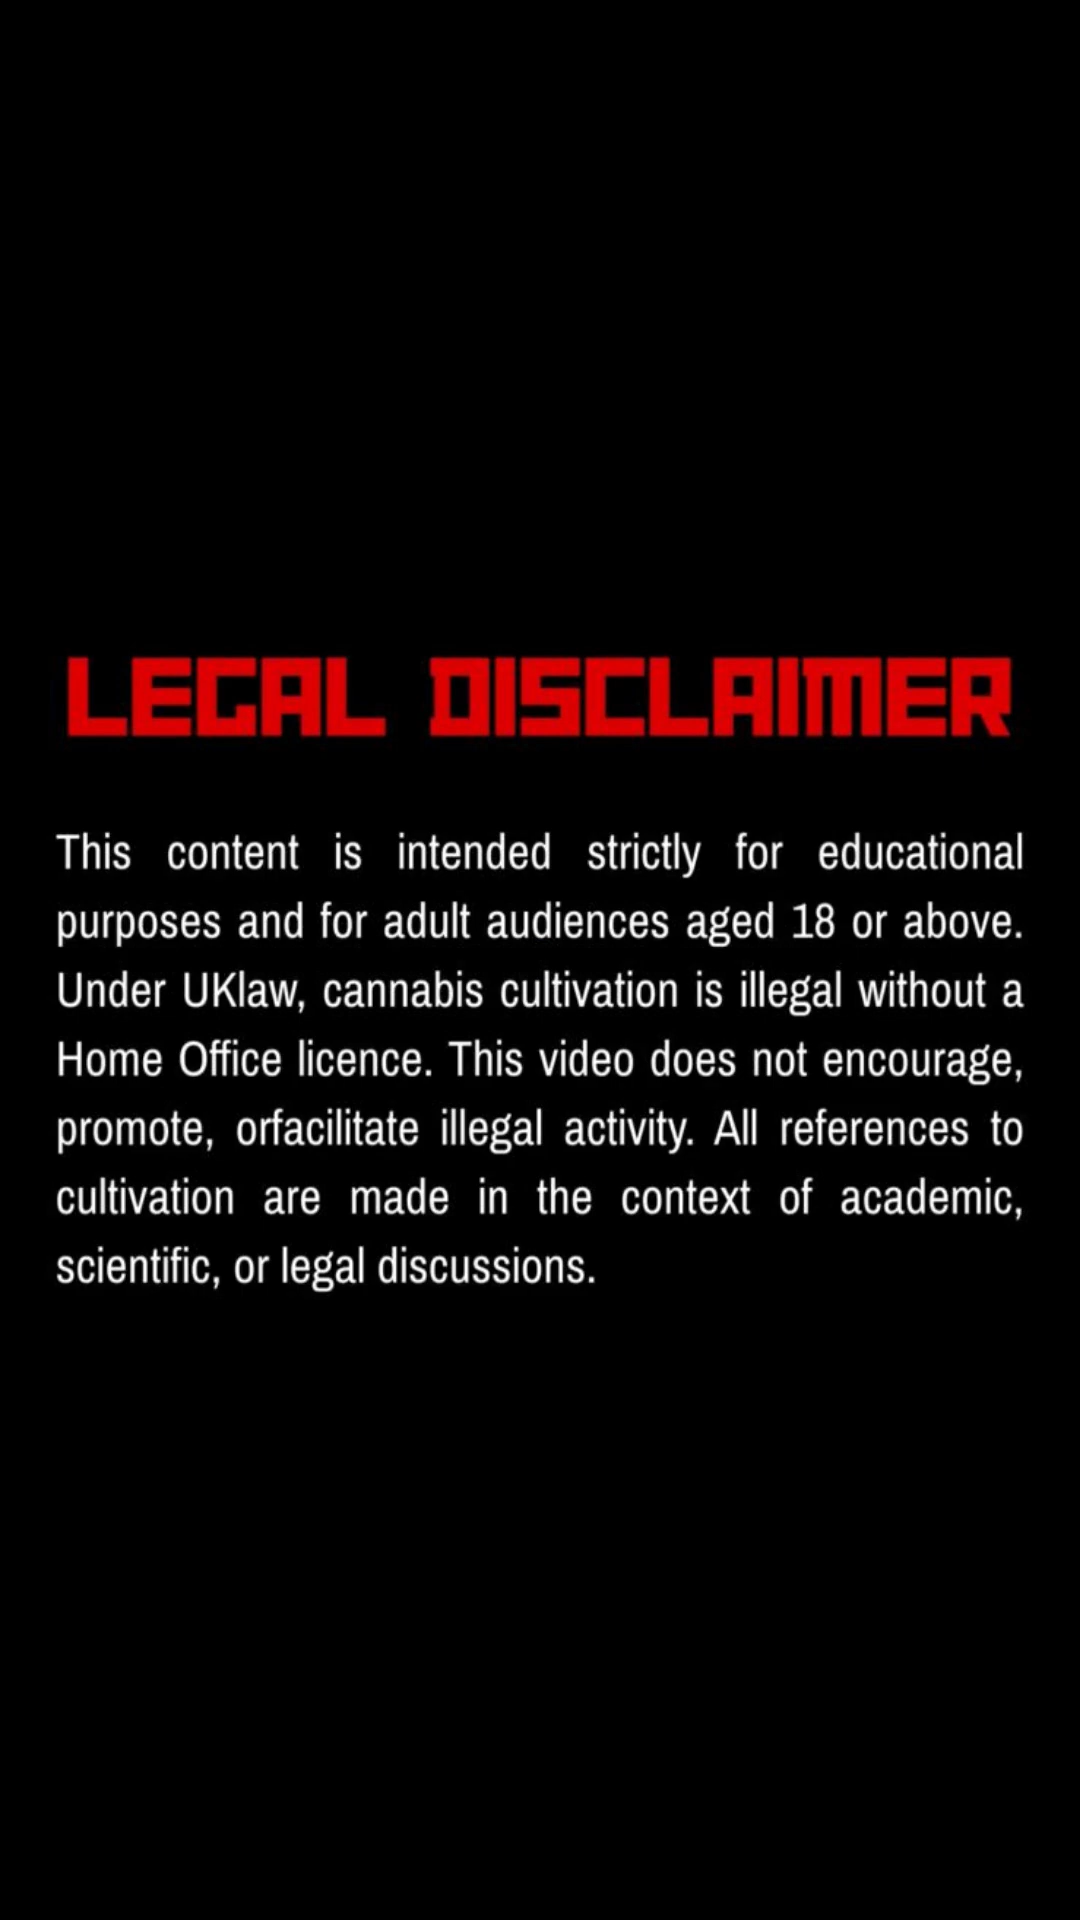 LEGAL DISCLAIMER
This content is intended strictly for educational
purposes and for adult audiences aged 18 or above.
Under UKlaw, cannabis cultivation is illegal without a
Home Office licence. This video does not encourage,
promote, orfacilitate illegal activity. All references to
cultivation are made in the context of academic,
scientific, or legal discussions.